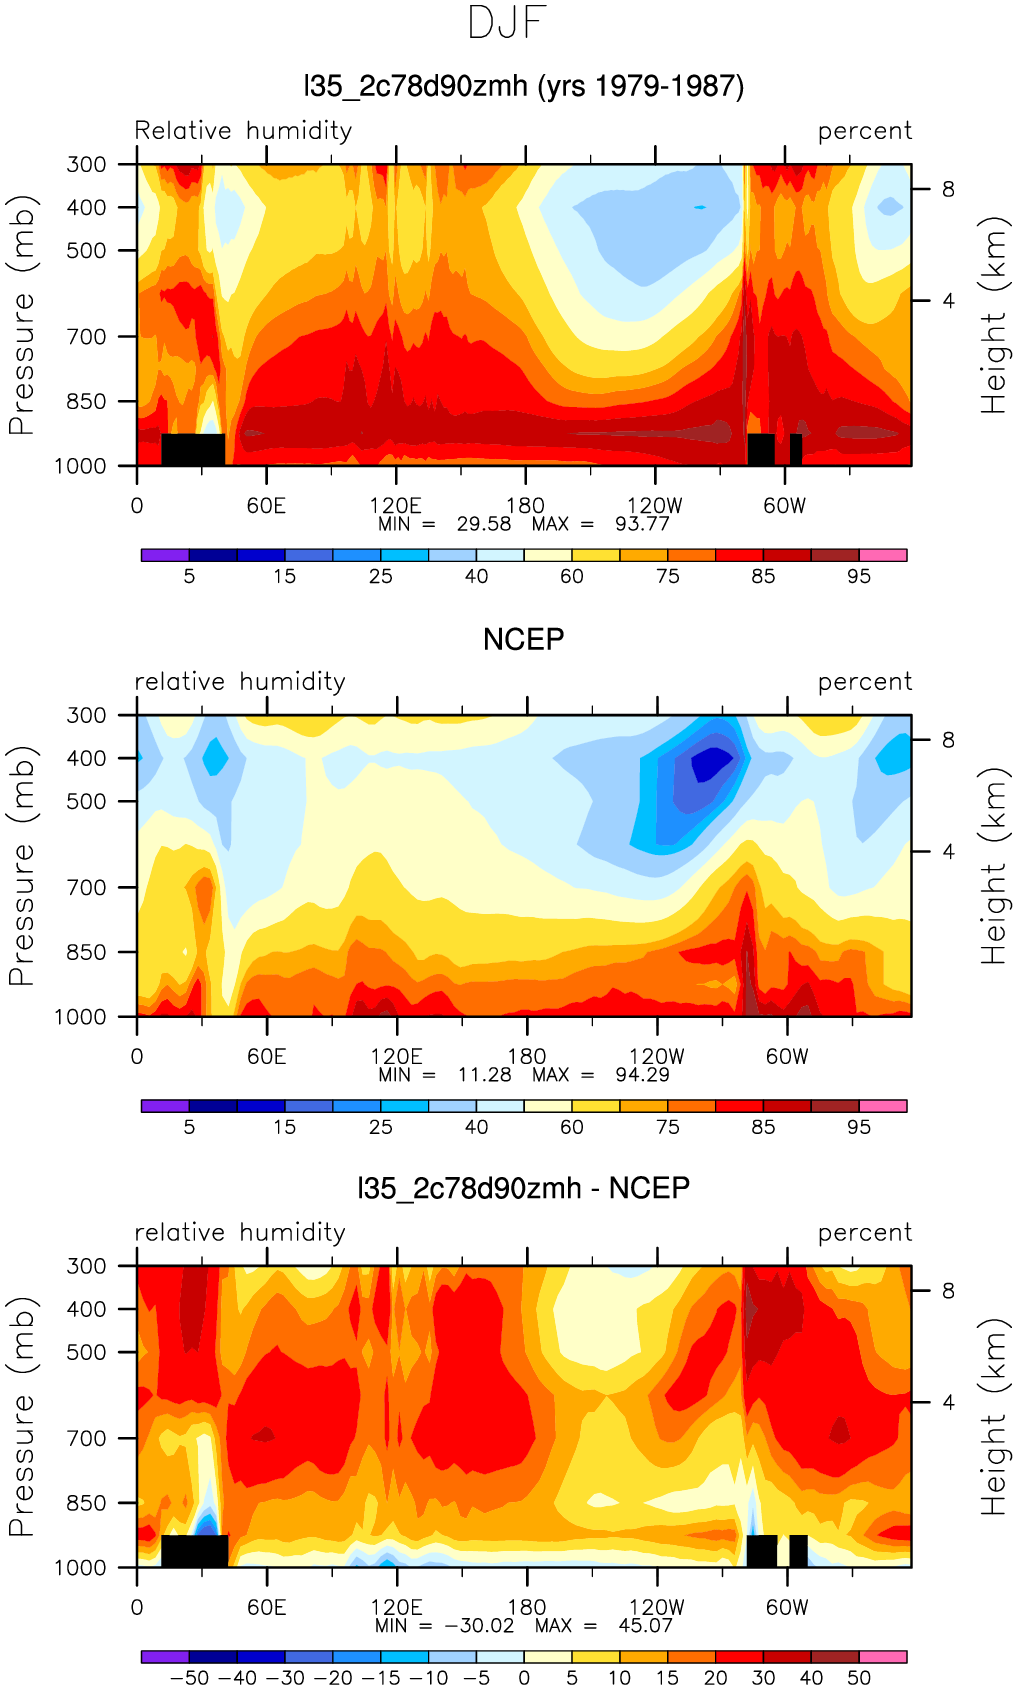 DJF
l35_2c78d90zmh (yrs 1979-1987)
Relative humidity percent
300
400
500
700
850
1000
Pressure (mb)
8
4
Height (km)
0 60E 120E 180 120W 60W
MIN = 29.58 MAX = 93.77
5 15 25 40 60 75 85 95
NCEP
relative humidity percent
300
400
500
700
850
1000
Pressure (mb)
8
4
Height (km)
0 60E 120E 180 120W 60W
MIN = 11.28 MAX = 94.29
5 15 25 40 60 75 85 95
l35_2c78d90zmh - NCEP
relative humidity percent
300
400
500
700
850
1000
Pressure (mb)
8
4
Height (km)
0 60E 120E 180 120W 60W
MIN = -30.02 MAX = 45.07
-50 -40 -30 -20 -15 -10 -5 0 5 10 15 20 30 40 50